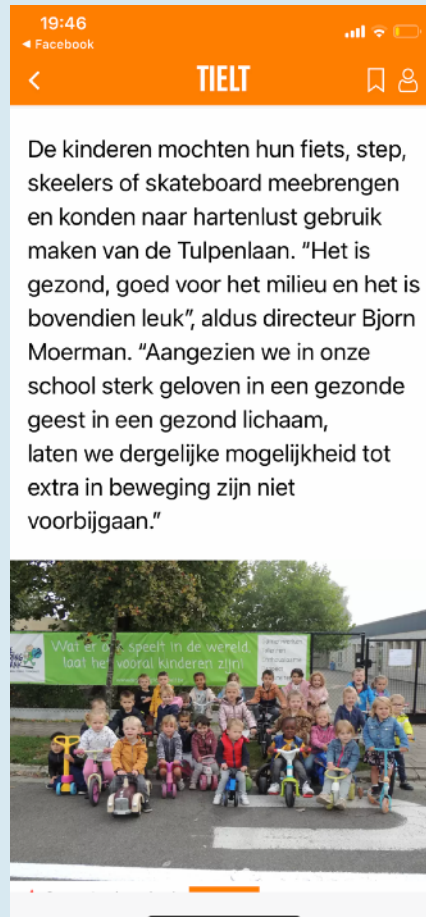 19:46
◄ Facebook
TIELT
De kinderen mochten hun fiets, step,
skeelers of skateboard meebrengen
en konden naar hartenlust gebruik
maken van de Tulpenlaan. “Het is
gezond, goed voor het milieu en het is
bovendien leuk”, aldus directeur Bjorn
Moerman. “Aangezien we in onze
school sterk geloven in een gezonde
geest in een gezond lichaam,
laten we dergelijke mogelijkheid tot
extra in beweging zijn niet
voorbijgaan.”
Wat er ook speelt in de wereld,
laat het vooral kinderen zijn!